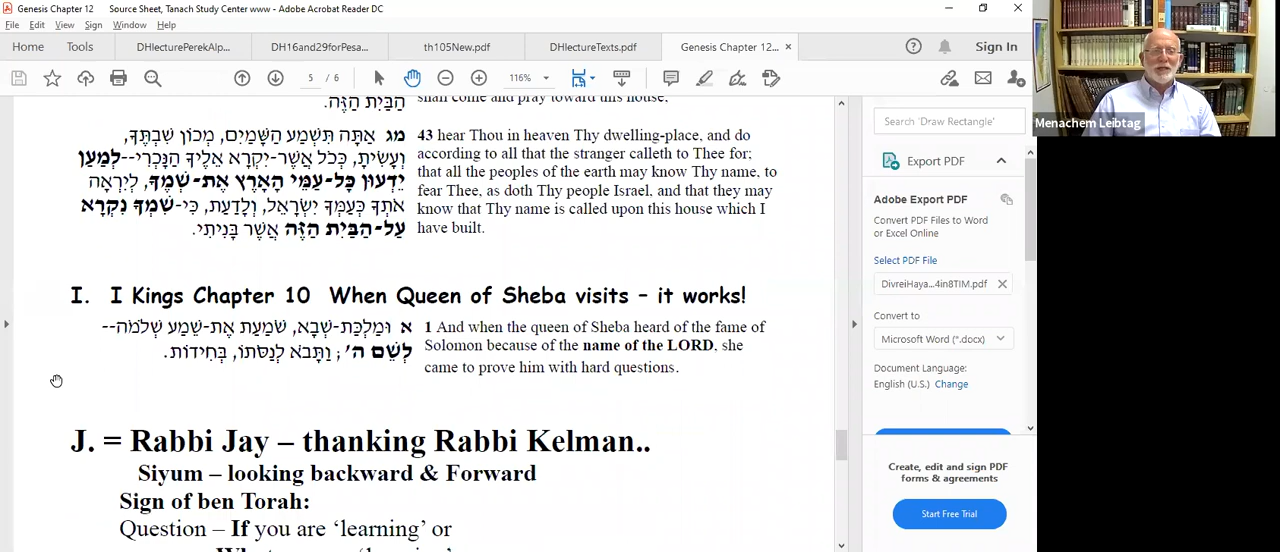 Genesis Chapter 12 Source Sheet, Tanach Study Center www - Adobe Acrobat Reader DC
File Edit View Sign Window Help
Home Tools DHlecturePerekAlp... DH16and29forPesa... th105New.pdf DHlectureTexts.pdf Genesis Chapter 12... × Sign In
5 / 6 116%
הַבַּיִת הַזֶּה.
shall come and pray toward this house;
מג אַתָּה תִּשְׁמַע הַשָּׁמַיִם, מְכוֹן שִׁבְתֶּךָ,
וְעָשִׂיתָ, כְּכֹל אֲשֶׁר-יִקְרָא אֵלֶיךָ הַנָּכְרִי--לְמַעַן
יֵדְעוּן כָּל-עַמֵּי הָאָרֶץ אֶת-שְׁמֶךָ, לְיִרְאָה
אֹתְךָ כְּעַמְּךָ יִשְׂרָאֵל, וְלָדַעַת, כִּי-שִׁמְךָ נִקְרָא
עַל-הַבַּיִת הַזֶּה אֲשֶׁר בָּנִיתִי.
43 hear Thou in heaven Thy dwelling-place, and do
according to all that the stranger calleth to Thee for;
that all the peoples of the earth may know Thy name, to
fear Thee, as doth Thy people Israel, and that they may
know that Thy name is called upon this house which I
have built.
I. I Kings Chapter 10 When Queen of Sheba visits – it works!
א וּמַלְכַּת-שְׁבָא, שֹׁמַעַת אֶת-שֵׁמַע שְׁלֹמֹה--
לְשֵׁם ה'; וַתָּבֹא לְנַסֹּתוֹ, בְּחִידוֹת.
1 And when the queen of Sheba heard of the fame of
Solomon because of the name of the LORD, she
came to prove him with hard questions.
J. = Rabbi Jay – thanking Rabbi Kelman..
Siyum – looking backward & Forward
Sign of ben Torah:
Question – If you are ‘learning’ or
Search 'Draw Rectangle'
Export PDF
Adobe Export PDF
Convert PDF Files to Word
or Excel Online
Select PDF File
DivreiHaya...4in8TIM.pdf ×
Convert to
Microsoft Word (*.docx)
Document Language:
English (U.S.) Change
Create, edit and sign PDF
forms & agreements
Start Free Trial
Menachem Leibtag